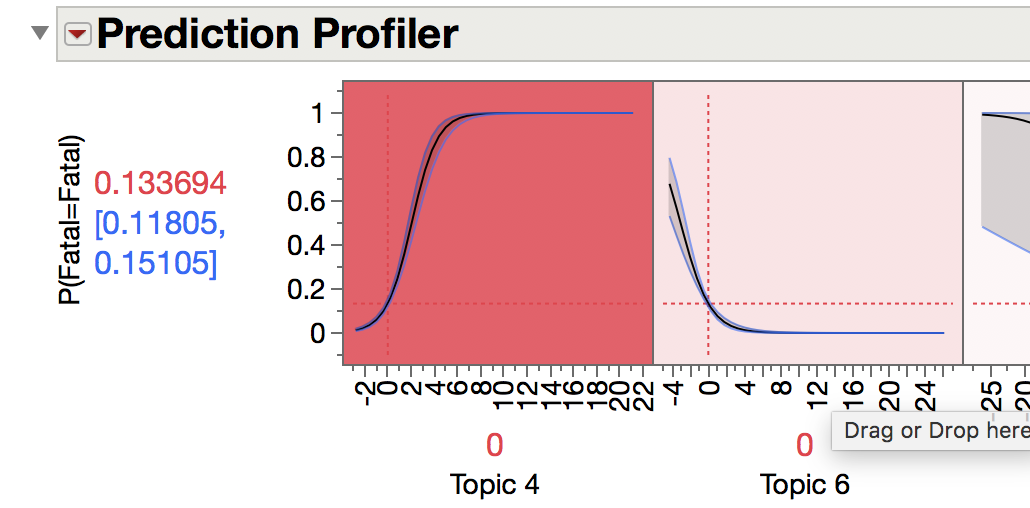 Prediction Profiler
P(Fatal=Fatal)
0.133694
[0.11805,
0.15105]
1
0.8
0.6
0.4
0.2
0
-2 0 2 4 6 8 10 12 14 16 18 20 22
-4 0 4 8 12 16 20 24
Drag or Drop here
0
0
Topic 4
Topic 6